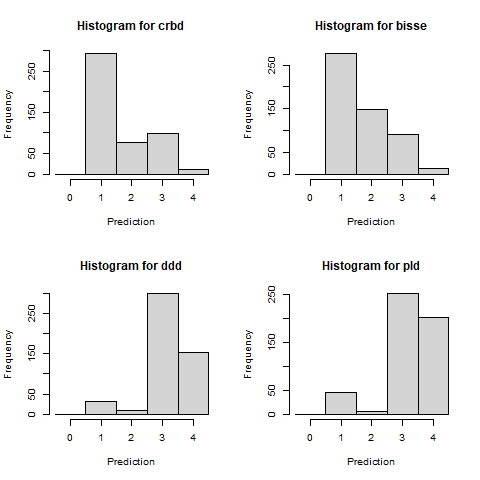 Histogram for crbd
Frequency
0 50 150 250
0 1 2 3 4
Prediction
Histogram for bisse
Frequency
0 50 150 250
0 1 2 3 4
Prediction
Histogram for ddd
Frequency
0 50 150 250
0 1 2 3 4
Prediction
Histogram for pld
Frequency
0 50 150 250
0 1 2 3 4
Prediction